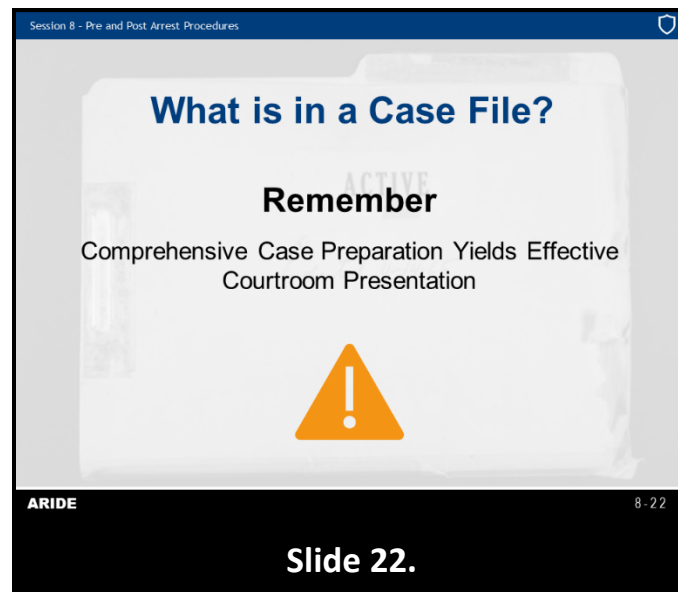 Session 8 - Pre and Post Arrest Procedures
What is in a Case File?
ACTIVE
Remember
Comprehensive Case Preparation Yields Effective
Courtroom Presentation
ARIDE
8-22
Slide 22.